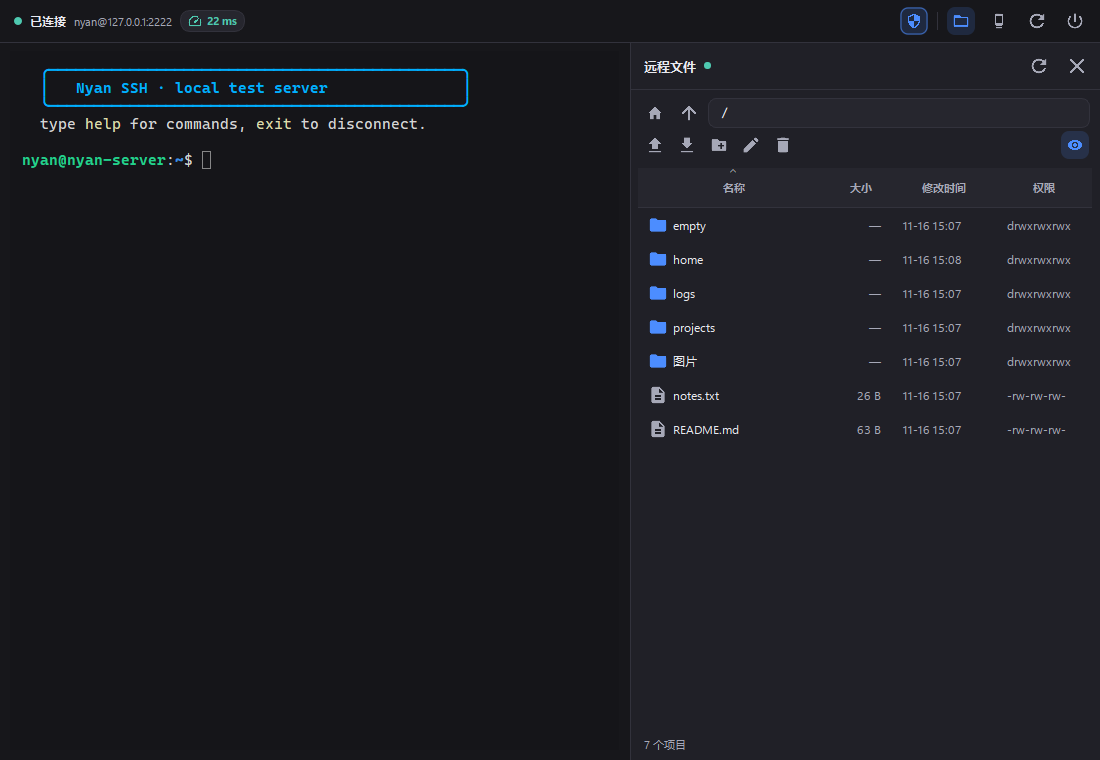 已连接 nyan@127.0.0.1:2222 22 ms
Nyan SSH · local test server
type help for commands, exit to disconnect.
nyan@nyan-server:~$
远程文件
/
名称 大小 修改时间 权限
empty — 11-16 15:07 drwxrwxrwx
home — 11-16 15:08 drwxrwxrwx
logs — 11-16 15:07 drwxrwxrwx
projects — 11-16 15:07 drwxrwxrwx
图片 — 11-16 15:07 drwxrwxrwx
notes.txt 26 B 11-16 15:07 -rw-rw-rw-
README.md 63 B 11-16 15:07 -rw-rw-rw-
7 个项目